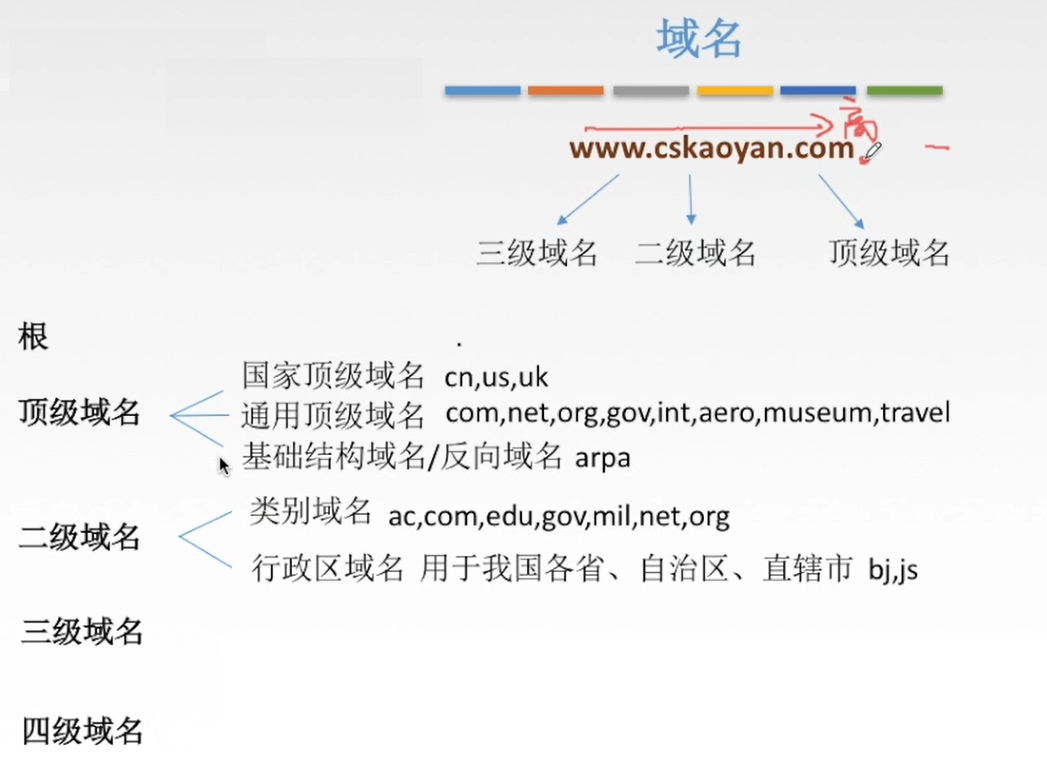 域名
高
www.cskaoyan.com
三级域名 二级域名 顶级域名
根 .
国家顶级域名 cn,us,uk
顶级域名 通用顶级域名 com,net,org,gov,int,aero,museum,travel
基础结构域名/反向域名 arpa
类别域名 ac,com,edu,gov,mil,net,org
二级域名
行政区域名 用于我国各省、自治区、直辖市 bj,js
三级域名
四级域名